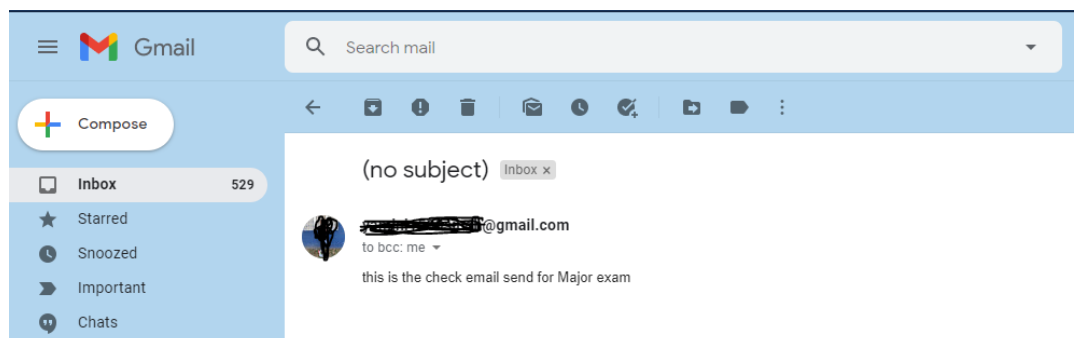 Gmail
Search mail
Compose
(no subject) Inbox x
Inbox 529
@gmail.com
Starred
to bcc: me
Snoozed
this is the check email send for Major exam
Important
Chats